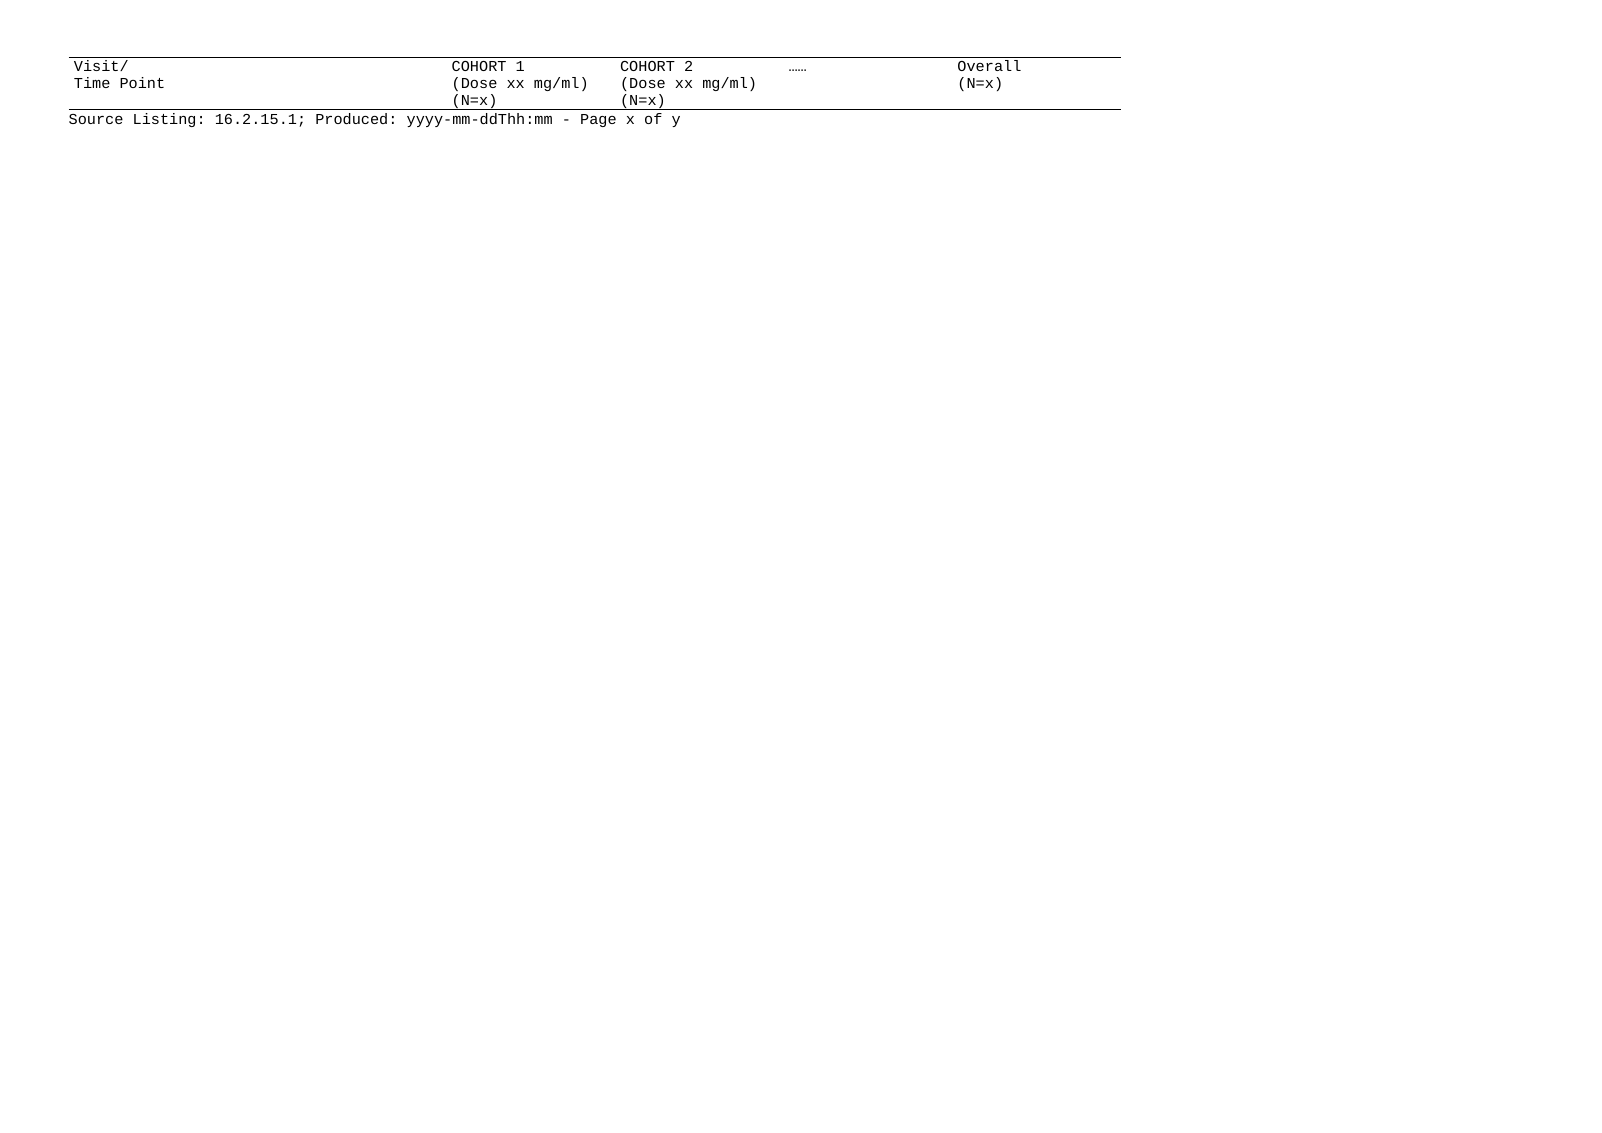 Visit/ COHORT 1 COHORT 2 …… Overall
Time Point (Dose xx mg/ml) (Dose xx mg/ml) (N=x)
(N=x) (N=x)
Source Listing: 16.2.15.1; Produced: yyyy-mm-ddThh:mm - Page x of y